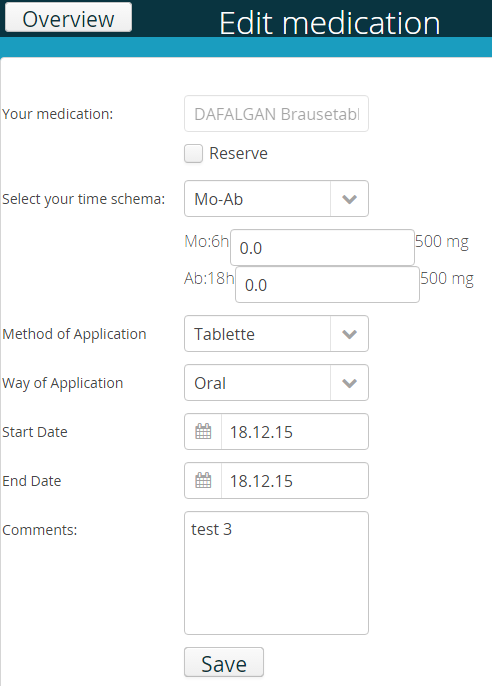 Overview
Edit medication
Your medication: DAFALGAN Brausetabl
Reserve
Select your time schema: Mo-Ab
Mo:6h 0.0 500 mg
Ab:18h 0.0 500 mg
Method of Application Tablette
Way of Application Oral
Start Date 18.12.15
End Date 18.12.15
Comments: test 3
Save